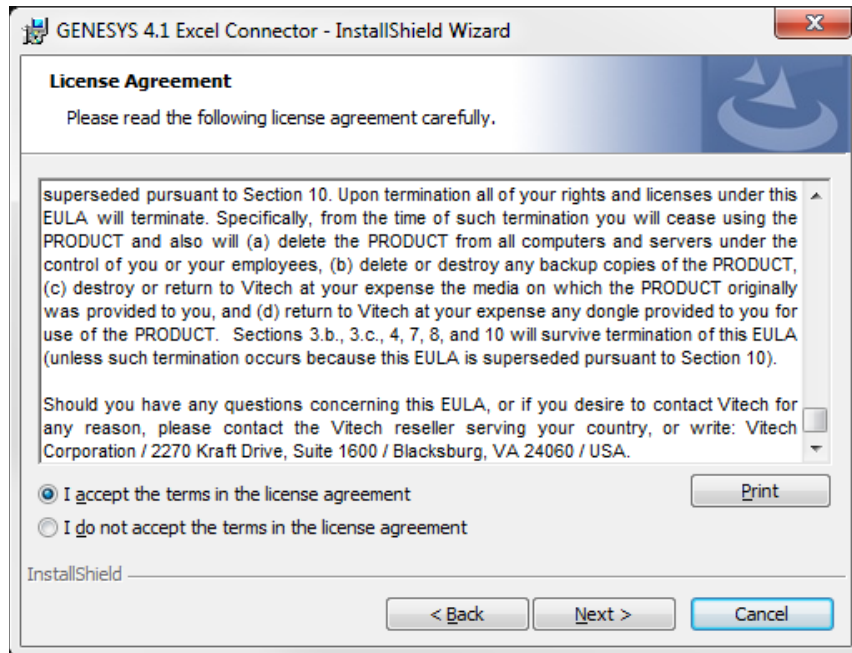 GENESYS 4.1 Excel Connector - InstallShield Wizard
License Agreement
Please read the following license agreement carefully.
superseded pursuant to Section 10. Upon termination all of your rights and licenses under this
EULA will terminate. Specifically, from the time of such termination you will cease using the
PRODUCT and also will (a) delete the PRODUCT from all computers and servers under the
control of you or your employees, (b) delete or destroy any backup copies of the PRODUCT,
(c) destroy or return to Vitech at your expense the media on which the PRODUCT originally
was provided to you, and (d) return to Vitech at your expense any dongle provided to you for
use of the PRODUCT. Sections 3.b., 3.c., 4, 7, 8, and 10 will survive termination of this EULA
(unless such termination occurs because this EULA is superseded pursuant to Section 10).
Should you have any questions concerning this EULA, or if you desire to contact Vitech for
any reason, please contact the Vitech reseller serving your country, or write: Vitech
Corporation / 2270 Kraft Drive, Suite 1600 / Blacksburg, VA 24060 / USA.
I accept the terms in the license agreement
Print
I do not accept the terms in the license agreement
InstallShield
< Back
Next >
Cancel